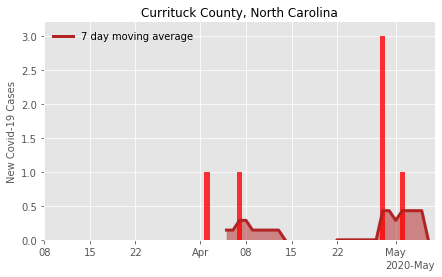 Currituck County, North Carolina
7 day moving average
New Covid-19 Cases
3.0
2.5
2.0
1.5
1.0
0.5
0.0
08 15 22 Apr 08 15 22 May
2020-May